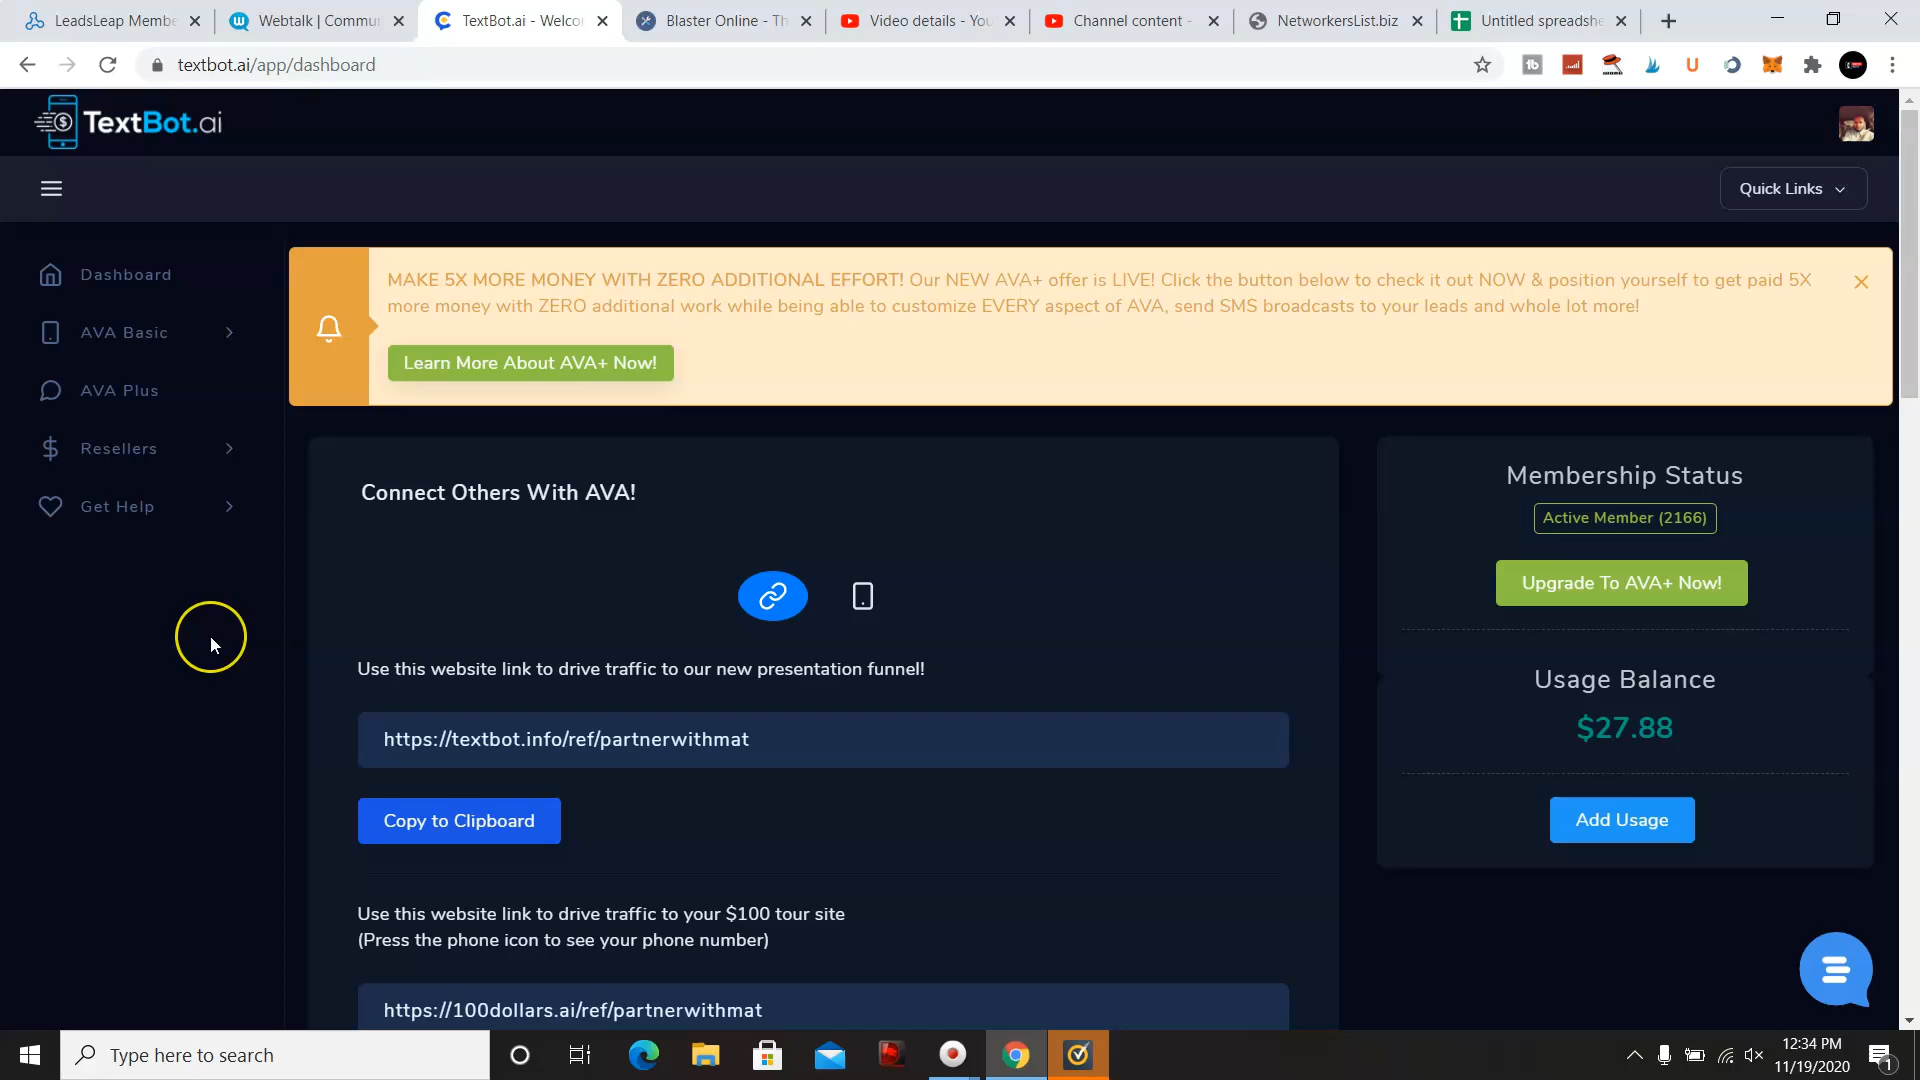 LeadsLeap Membe
Webtalk | Commu
TextBot.ai - Welco
Blaster Online - Th
Video details - You
Channel content -
NetworkersList.biz
Untitled spreadshe
textbot.ai/app/dashboard
TextBot.ai
Quick Links
Dashboard
AVA Basic
AVA Plus
Resellers
Get Help
MAKE 5X MORE MONEY WITH ZERO ADDITIONAL EFFORT! Our NEW AVA+ offer is LIVE! Click the button below to check it out NOW & position yourself to get paid 5X
more money with ZERO additional work while being able to customize EVERY aspect of AVA, send SMS broadcasts to your leads and whole lot more!
Learn More About AVA+ Now!
Connect Others With AVA!
Use this website link to drive traffic to our new presentation funnel!
https://textbot.info/ref/partnerwithmat
Copy to Clipboard
Use this website link to drive traffic to your $100 tour site
(Press the phone icon to see your phone number)
https://100dollars.ai/ref/partnerwithmat
Membership Status
Active Member (2166)
Upgrade To AVA+ Now!
Usage Balance
$27.88
Add Usage
Type here to search
12:34 PM
11/19/2020
1